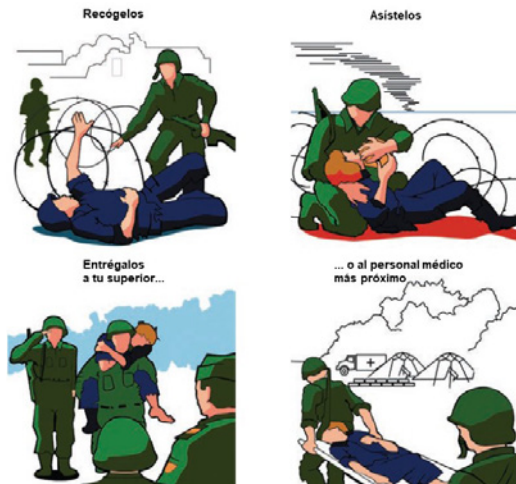 Recógelos
Asístelos
Entrégalos
a tu superior...
... o al personal médico
más próximo